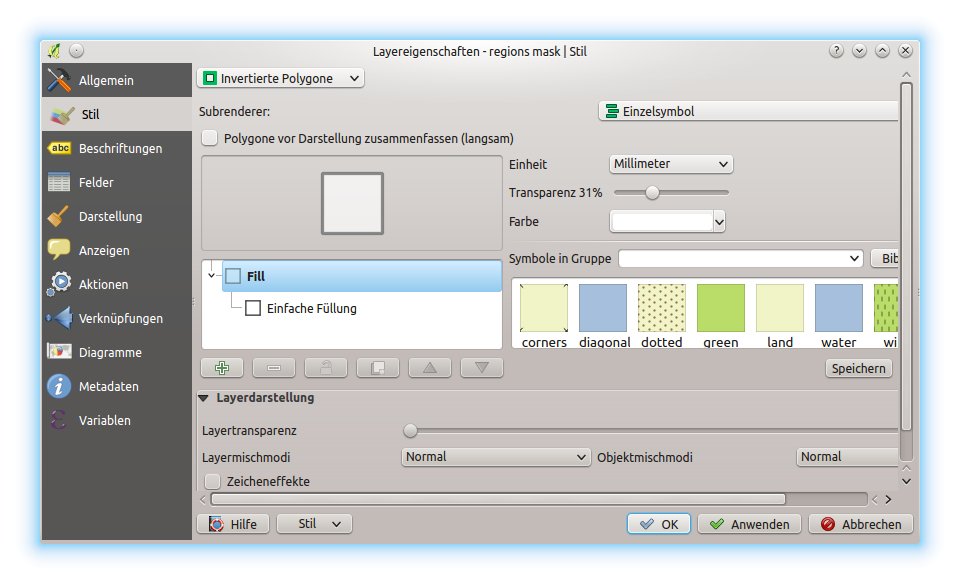 Layereigenschaften - regions mask | Stil
Allgemein
Stil
abc Beschriftungen
Felder
Darstellung
Anzeigen
Aktionen
Verknüpfungen
Diagramme
Metadaten
Variablen
Invertierte Polygone
Subrenderer:
Einzelsymbol
Polygone vor Darstellung zusammenfassen (langsam)
Einheit
Millimeter
Transparenz 31%
Farbe
Fill
Einfache Füllung
Symbole in Gruppe
Bib
corners diagonal dotted green land water wi
Speichern
Layerdarstellung
Layertransparenz
Layermischmodi
Normal
Objektmischmodi
Normal
Zeicheneffekte
Hilfe
Stil
OK
Anwenden
Abbrechen